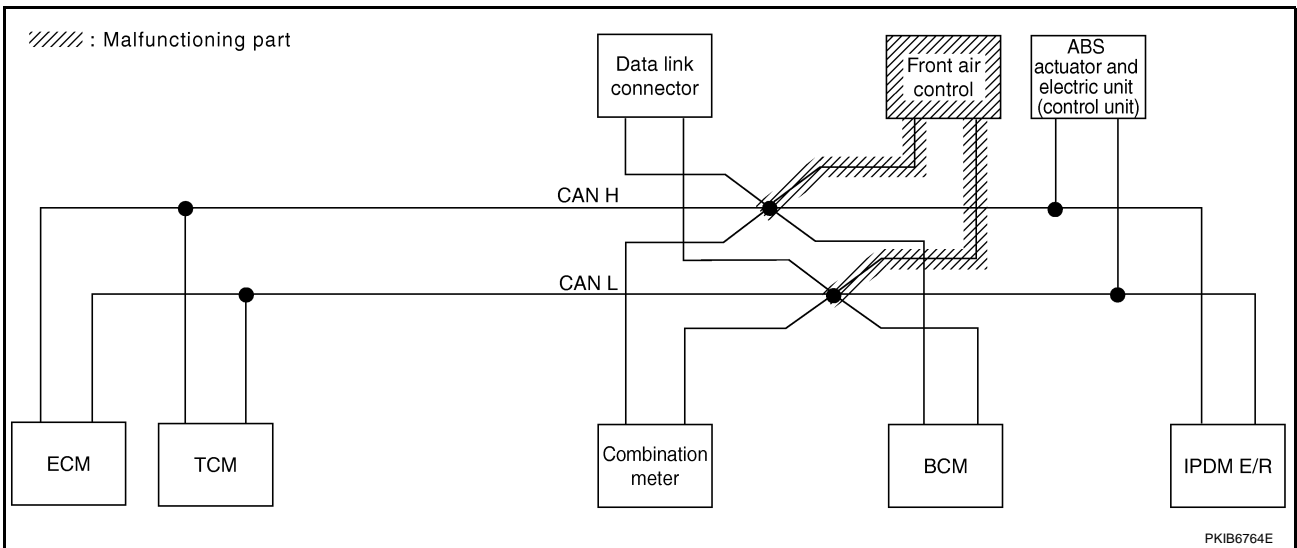 : Malfunctioning part
Data link
connector
Front air
control
ABS
actuator and
electric unit
(control unit)
CAN H
CAN L
ECM
TCM
Combination
meter
BCM
IPDM E/R
PKIB6764E